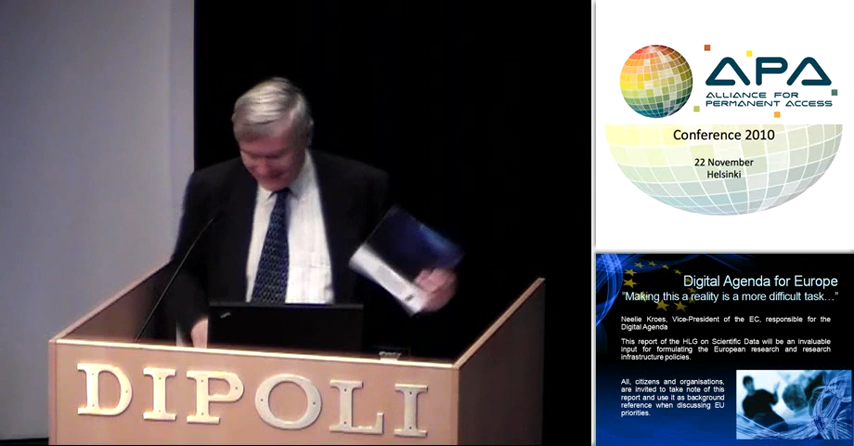 DIPOLI
APA
ALLIANCE FOR
PERMANENT ACCESS
Conference 2010
22 November
Helsinki
Digital Agenda for Europe
"Making this a reality is a more difficult task…"
Neelie Kroes, Vice-President of the EC, responsible for the
Digital Agenda
This report of the HLG on Scientific Data will be an invaluable
input for formulating the European research and research
infrastructure policies.
All, citizens and organisations,
are invited to take note of this
report and use it as background
reference when discussing EU
priorities.